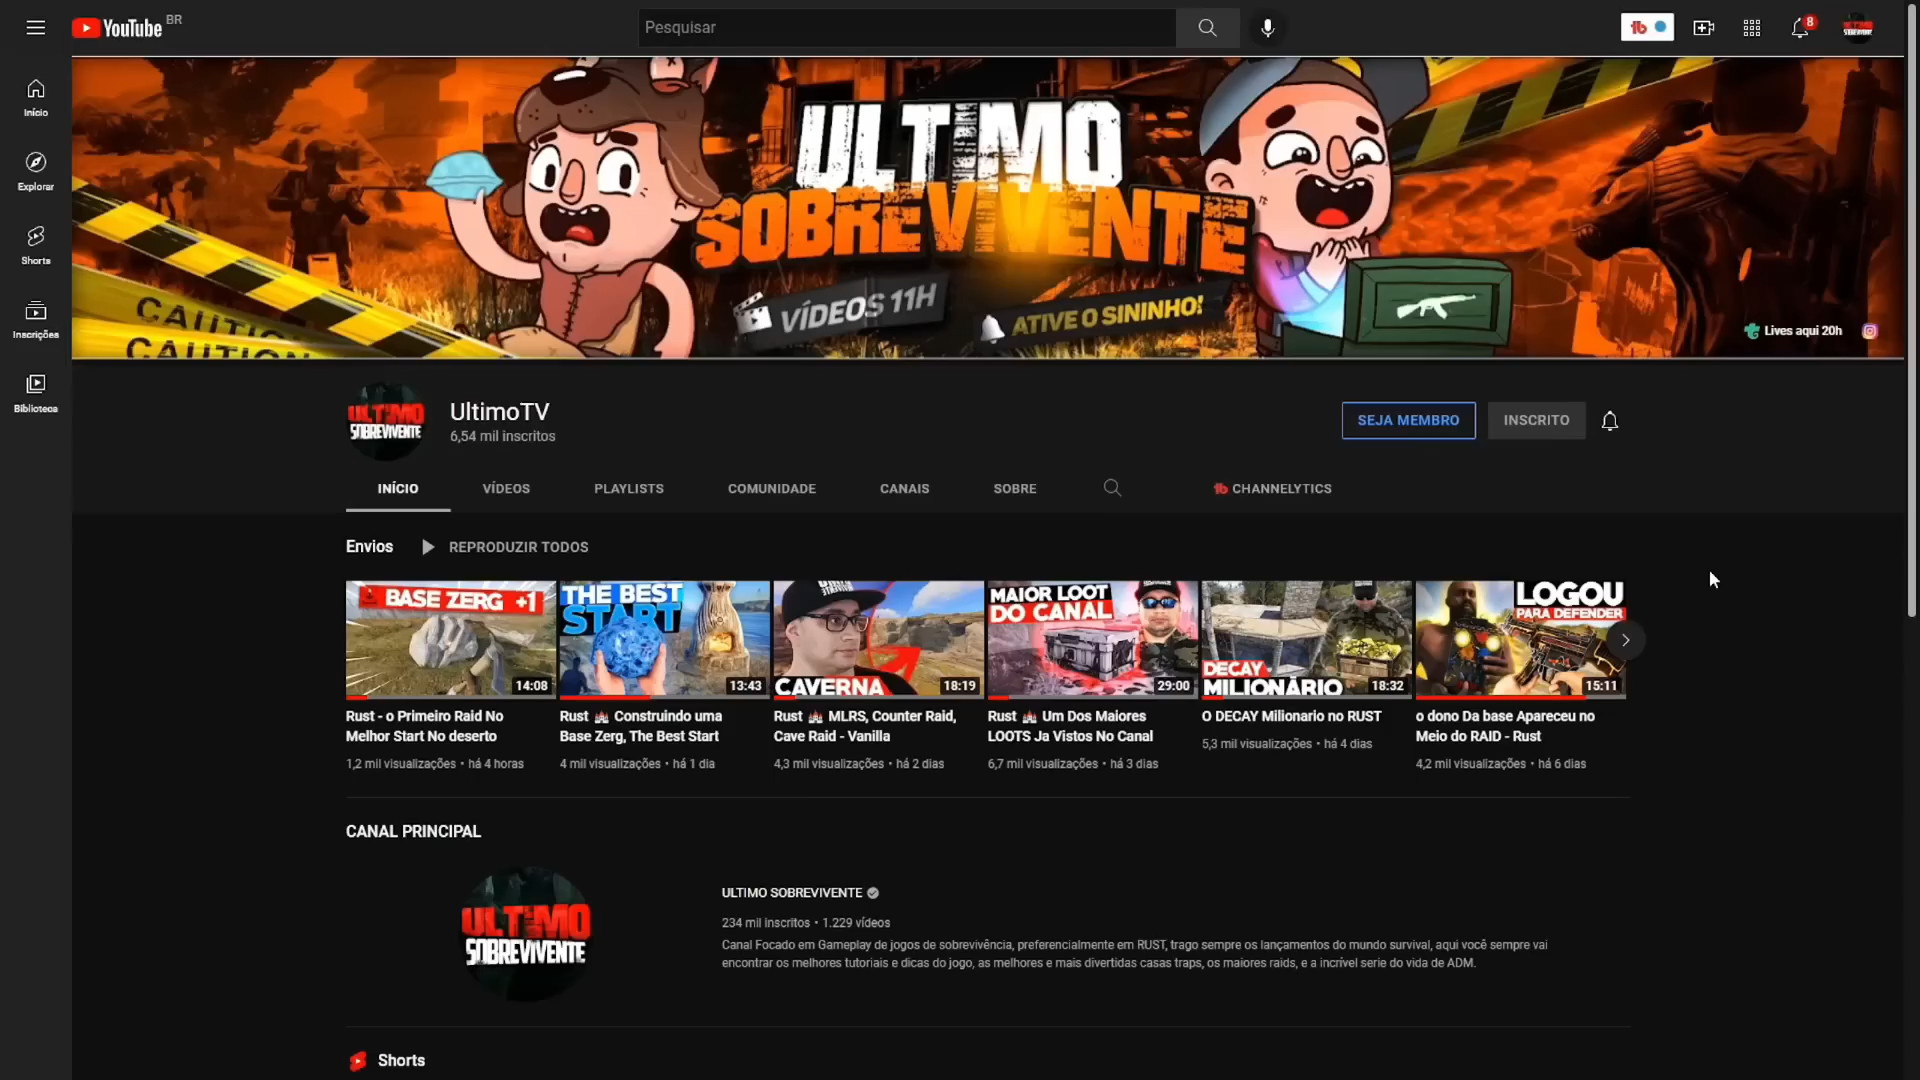 YouTube BR
Pesquisar
8
Início
Explorar
Shorts
Inscrições
Biblioteca
ULTIMO
SOBREVIVENTE
VÍDEOS 11H
ATIVE O SININHO!
CAUTION
CAUTION
Lives aqui 20h
ULTIMO
SOBREVIVENTE
UltimoTV
6,54 mil inscritos
SEJA MEMBRO
INSCRITO
INÍCIO
VÍDEOS
PLAYLISTS
COMUNIDADE
CANAIS
SOBRE
CHANNELYTICS
Envios
REPRODUZIR TODOS
BASE ZERG +1
14:08
Rust - o Primeiro Raid No
Melhor Start No deserto
1,2 mil visualizações • há 4 horas
THE BEST
START
13:43
Rust 🏰 Construindo uma
Base Zerg, The Best Start
4 mil visualizações • há 1 dia
CAVERNA
18:19
Rust 🏰 MLRS, Counter Raid,
Cave Raid - Vanilla
4,3 mil visualizações • há 2 dias
MAIOR LOOT
DO CANAL
29:00
Rust 🏰 Um Dos Maiores
LOOTS Ja Vistos No Canal
6,7 mil visualizações • há 3 dias
DECAY
MILIONÁRIO
18:32
O DECAY Milionario no RUST
5,3 mil visualizações • há 4 dias
LOGOU
PARA DEFENDER
15:11
o dono Da base Apareceu no
Meio do RAID - Rust
4,2 mil visualizações • há 6 dias
CANAL PRINCIPAL
ULTIMO
SOBREVIVENTE
ULTIMO SOBREVIVENTE
234 mil inscritos • 1.229 vídeos
Canal Focado em Gameplay de jogos de sobrevivência, preferencialmente em RUST, trago sempre os lançamentos do mundo survival, aqui você sempre vai
encontrar os melhores tutoriais e dicas do jogo, as melhores e mais divertidas casas traps, os maiores raids, e a incrível serie do vida de ADM.
Shorts